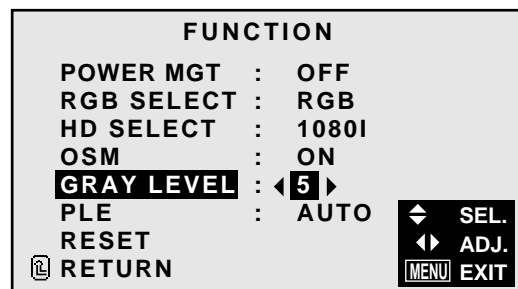 FUNCTION
POWER MGT : OFF
RGB SELECT : RGB
HD SELECT : 1080I
OSM : ON
GRAY LEVEL : 5
PLE : AUTO
RESET
RETURN
SEL.
ADJ.
MENU EXIT